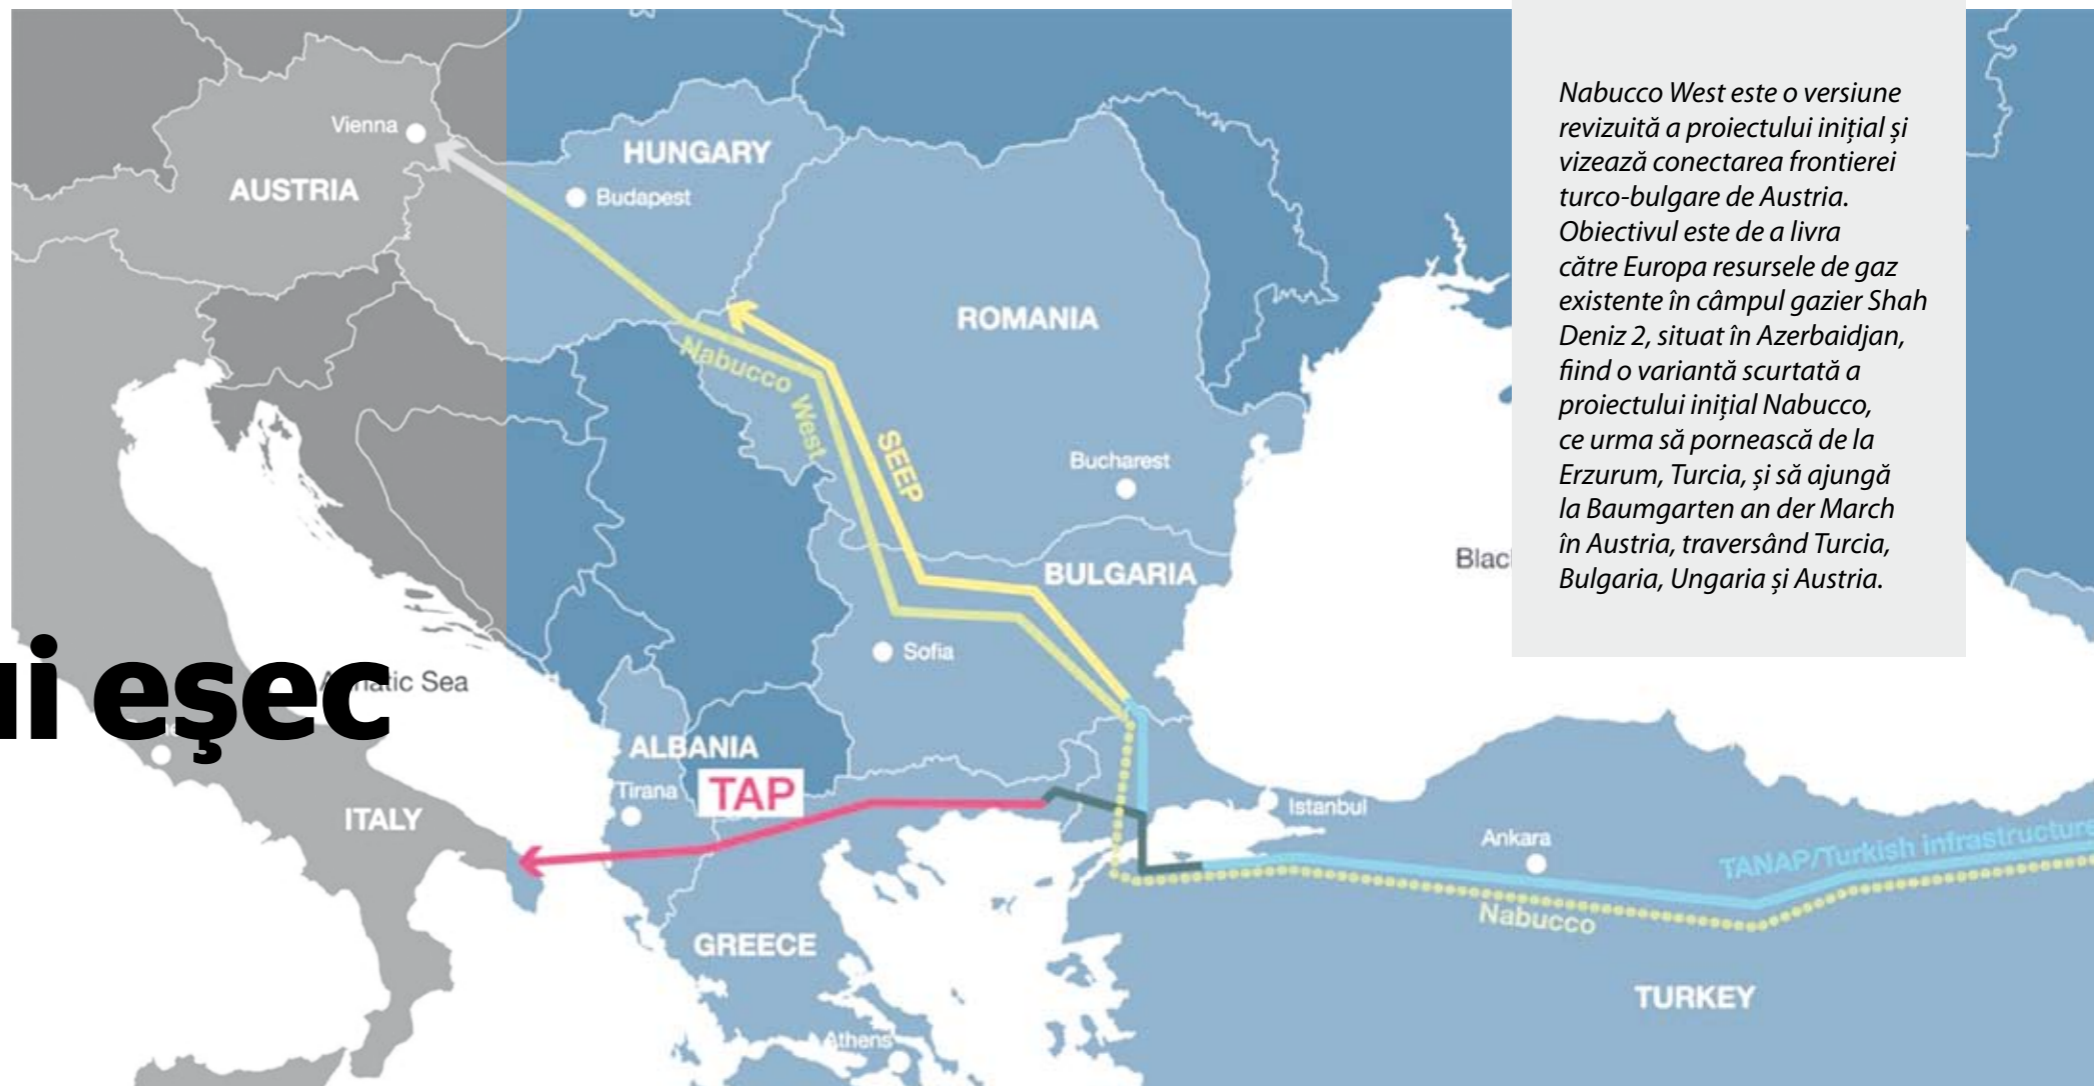 Vienna
AUSTRIA
HUNGARY
Budapest
ROMANIA
Nabucco West
SEEP
Bucharest
BULGARIA
Sofia
Sea
ui eşec
ALBANIA
Tirana
TAP
ITALY
GREECE
Athens
Istanbul
Ankara
TANAP/Turkish infrastructure
Nabucco
TURKEY
Blac
Nabucco West este o versiune
revizuită a proiectului inițial și
vizează conectarea frontierei
turco-bulgare de Austria.
Obiectivul este de a livra
către Europa resursele de gaz
existente în câmpul gazier Shah
Deniz 2, situat în Azerbaidjan,
fiind o variantă scurtată a
proiectului inițial Nabucco,
ce urma să pornească de la
Erzurum, Turcia, și să ajungă
la Baumgarten an der March
în Austria, traversând Turcia,
Bulgaria, Ungaria și Austria.